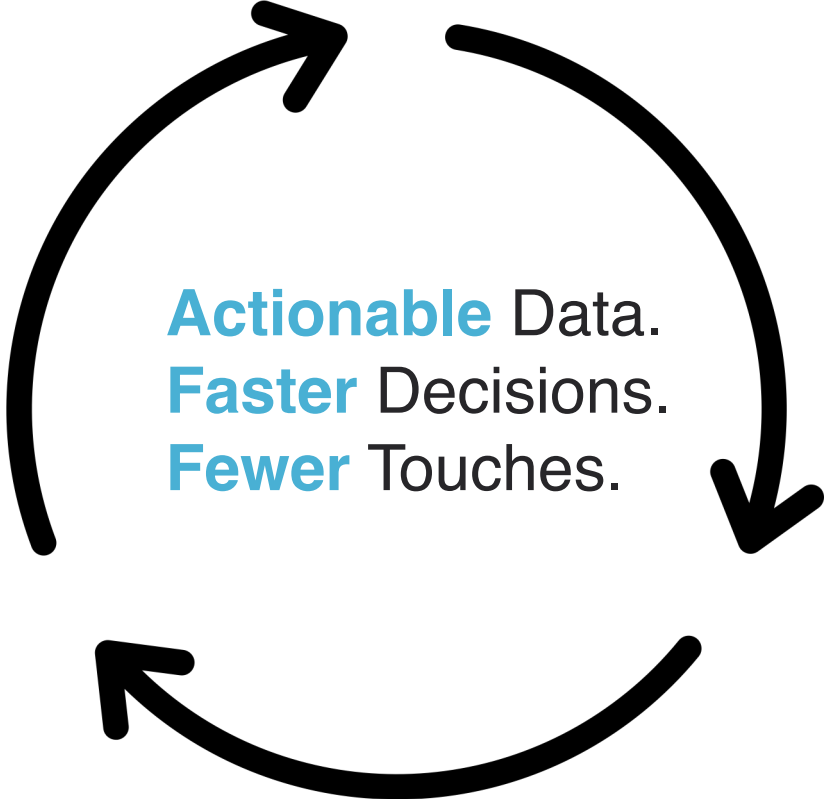 Actionable Data.
Faster Decisions.
Fewer Touches.